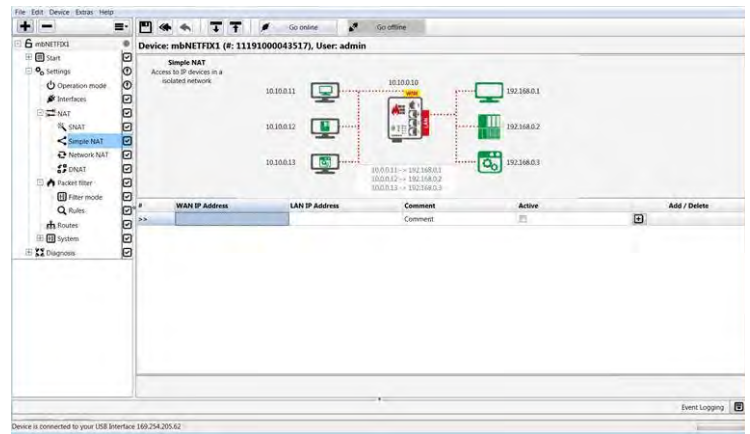 File Edit Device Extras Help
Go online
Go offline
mbNETFIX1
Device: mbNETFIX1 (#: 11191000043517), User: admin
Start
Settings
Operation mode
Interfaces
NAT
SNAT
Simple NAT
Network NAT
DNAT
Packet filter
Filter mode
Rules
Routes
System
Diagnosis
Simple NAT
Access to IP devices in a
isolated network
10.10.0.10
WAN
LAN
10.10.0.11
192.168.0.1
10.10.0.12
192.168.0.2
10.10.0.13
192.168.0.3
10.0.0.11-> 192.168.0.1
10.0.0.12-> 192.168.0.2
10.0.0.13-> 192.168.0.3
# WAN IP Address LAN IP Address Comment Active Add / Delete
>> Comment
Event Logging
Device is connected to your USB Interface 169.254.205.62